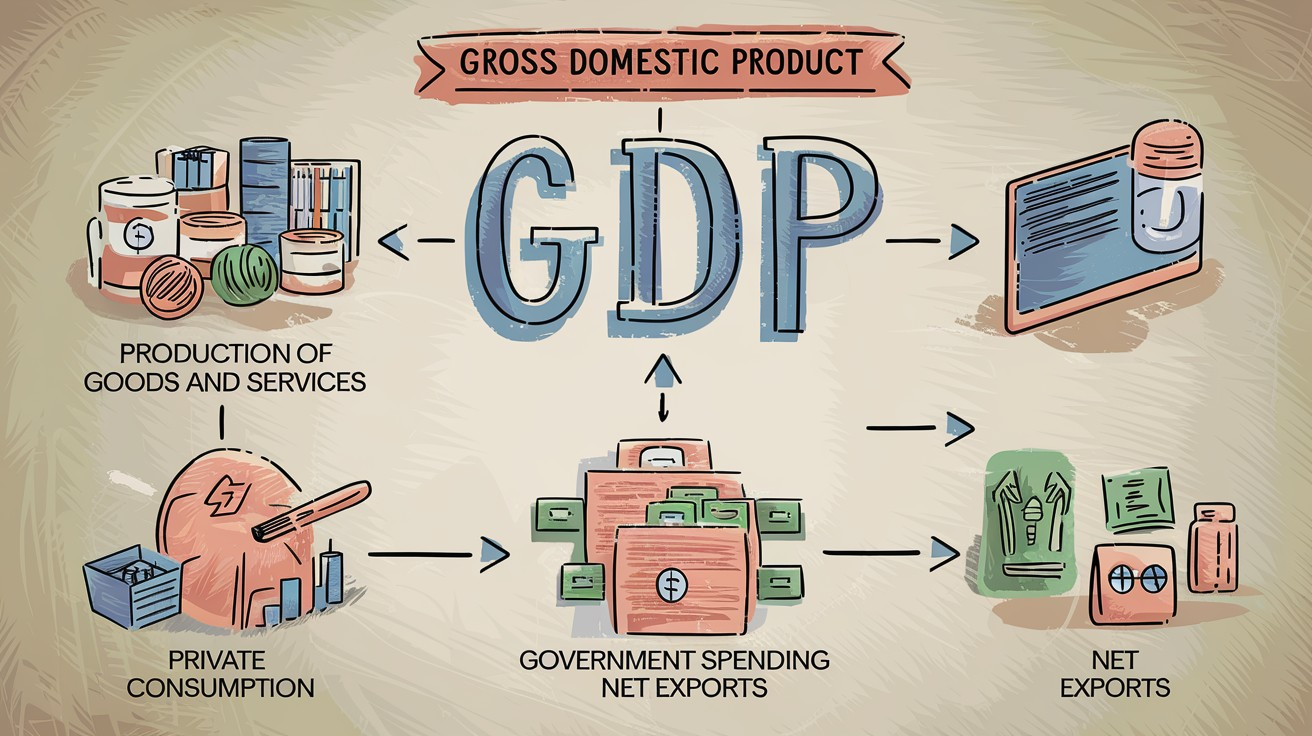 GROSS DOMESTIC PRODUCT
GDP
PRODUCTION OF
GOODS AND SERVICES
PRIVATE
CONSUMPTION
GOVERNMENT SPENDING
NET EXPORTS
NET
EXPORTS